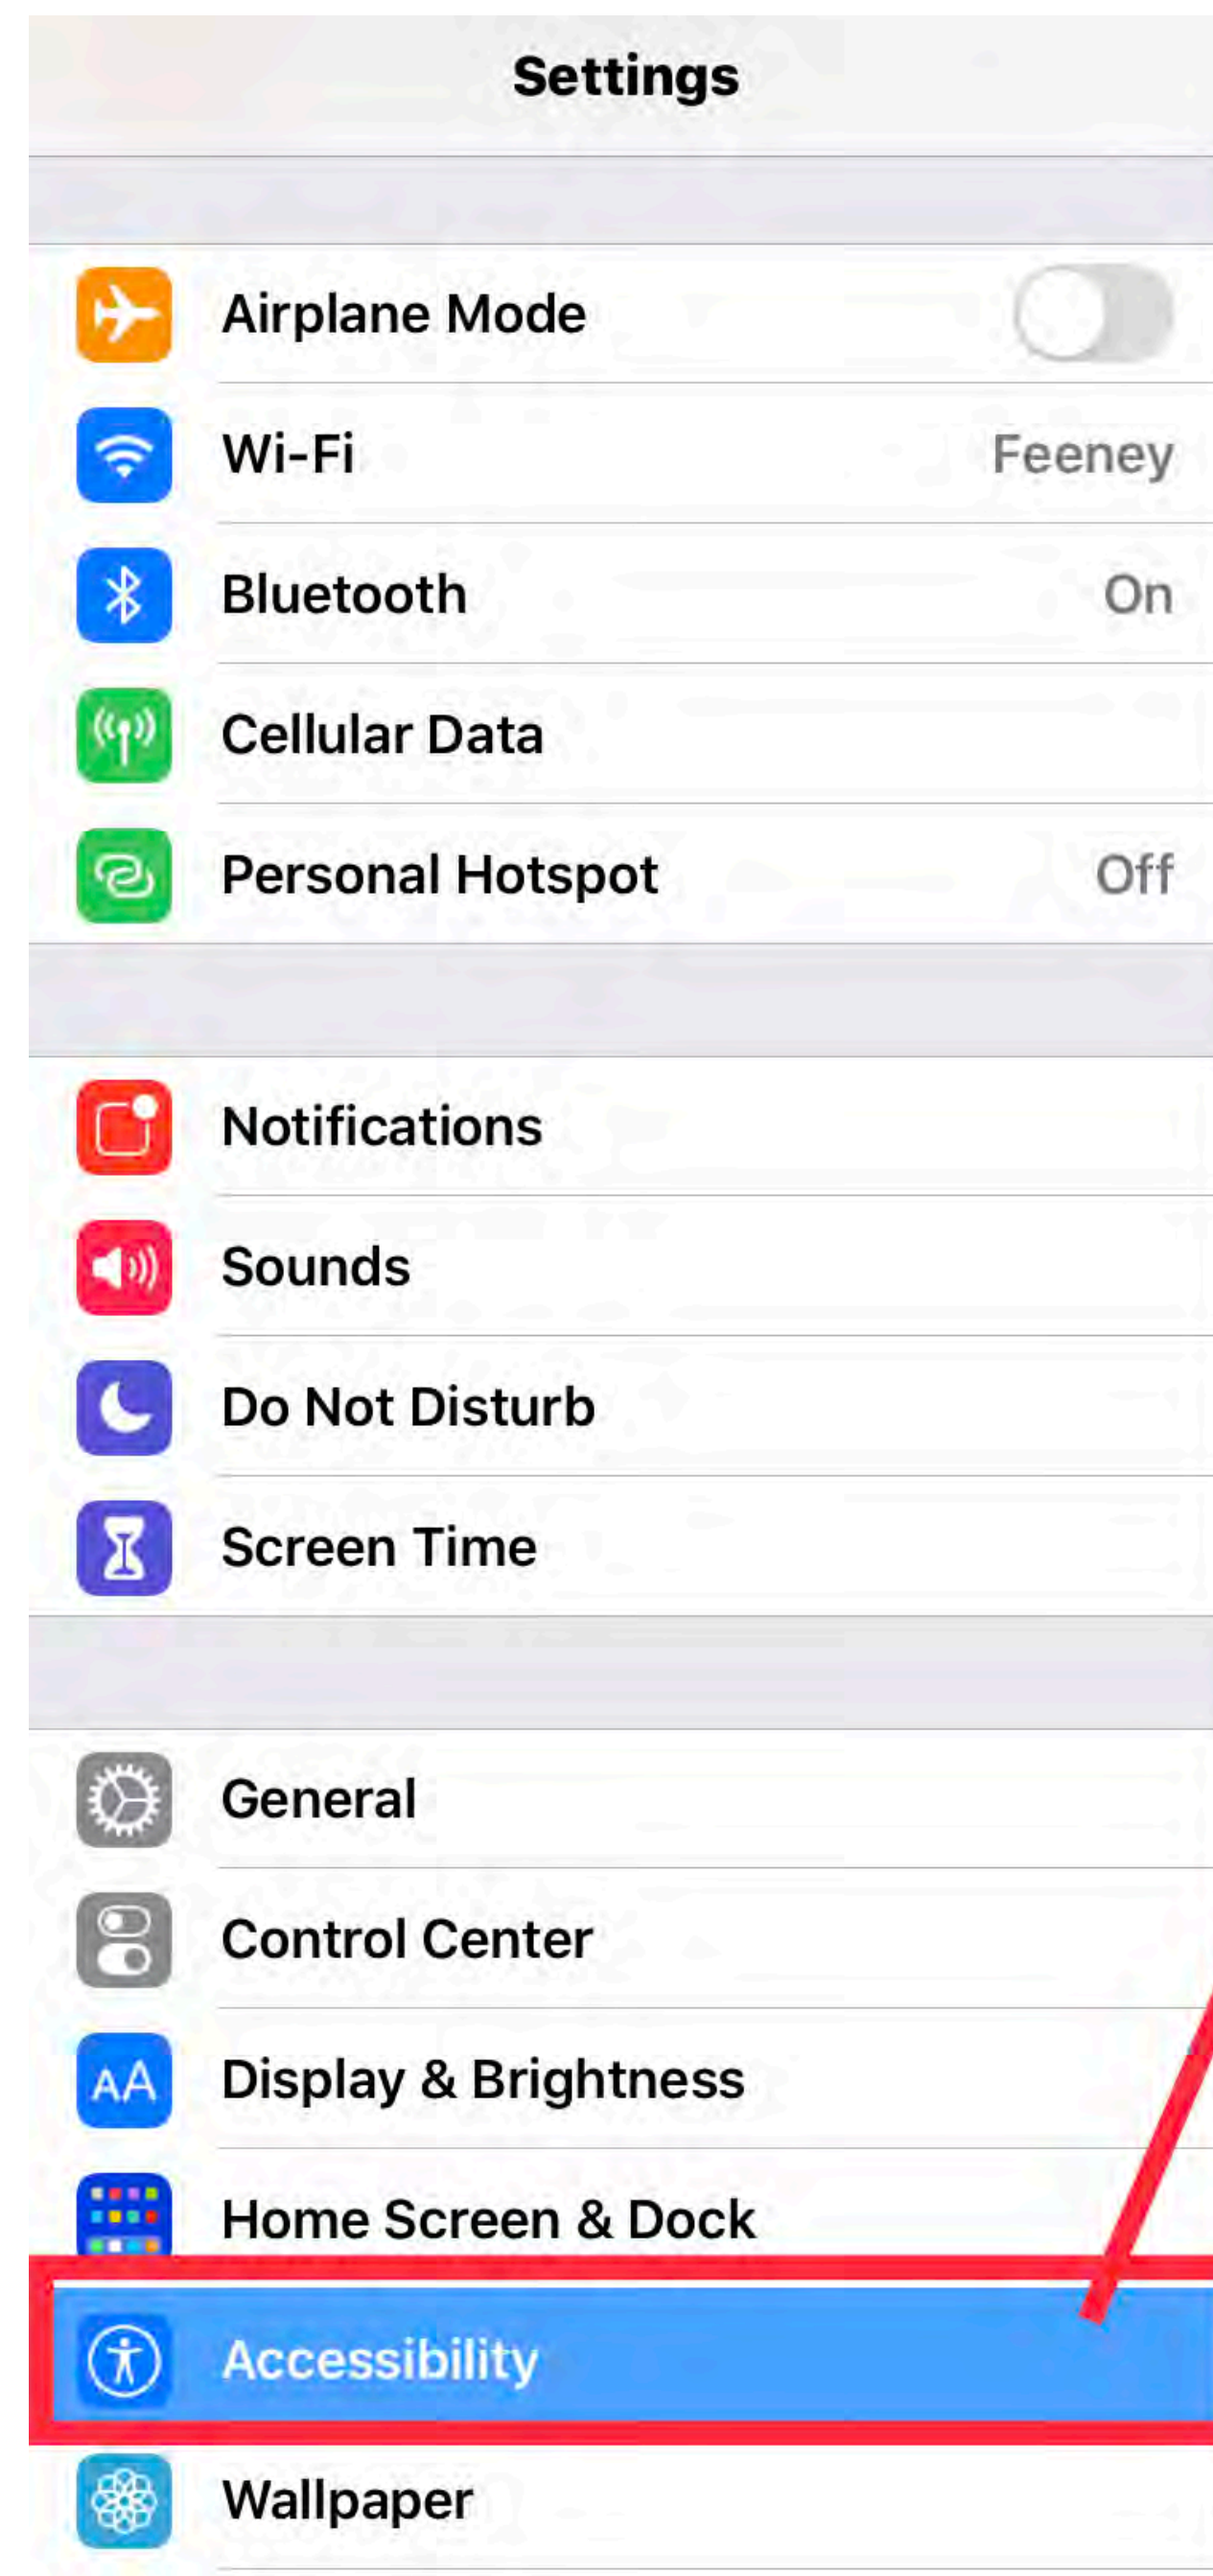 Settings
Airplane Mode
Wi-Fi Feeney
Bluetooth On
Cellular Data
Personal Hotspot Off
Notifications
Sounds
Do Not Disturb
Screen Time
General
Control Center
AA Display & Brightness
Home Screen & Dock
Accessibility
Wallpaper